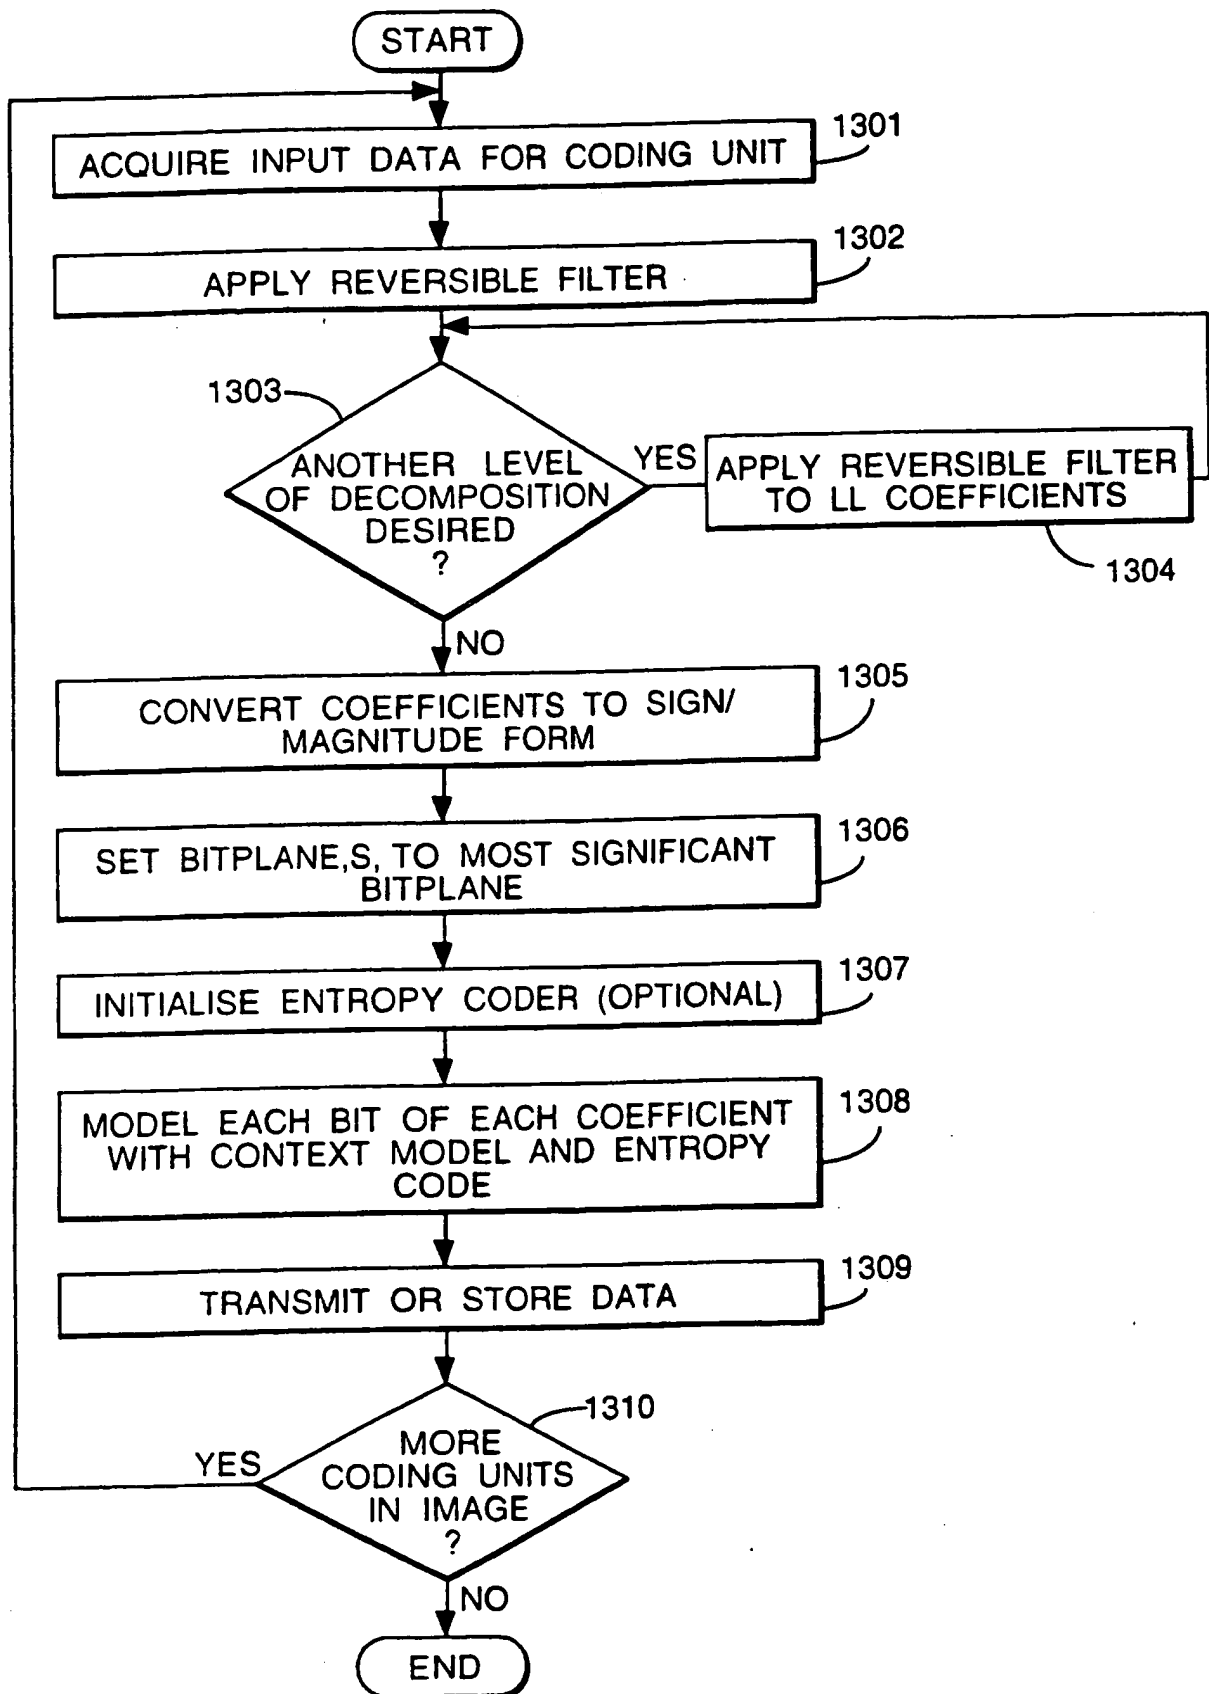 START
1301
ACQUIRE INPUT DATA FOR CODING UNIT
1302
APPLY REVERSIBLE FILTER
1303
ANOTHER LEVEL
OF DECOMPOSITION
DESIRED
?
YES
APPLY REVERSIBLE FILTER
TO LL COEFFICIENTS
1304
NO
1305
CONVERT COEFFICIENTS TO SIGN/
MAGNITUDE FORM
1306
SET BITPLANE,S, TO MOST SIGNIFICANT
BITPLANE
1307
INITIALISE ENTROPY CODER (OPTIONAL)
1308
MODEL EACH BIT OF EACH COEFFICIENT
WITH CONTEXT MODEL AND ENTROPY
CODE
1309
TRANSMIT OR STORE DATA
1310
YES
MORE
CODING UNITS
IN IMAGE
?
NO
END